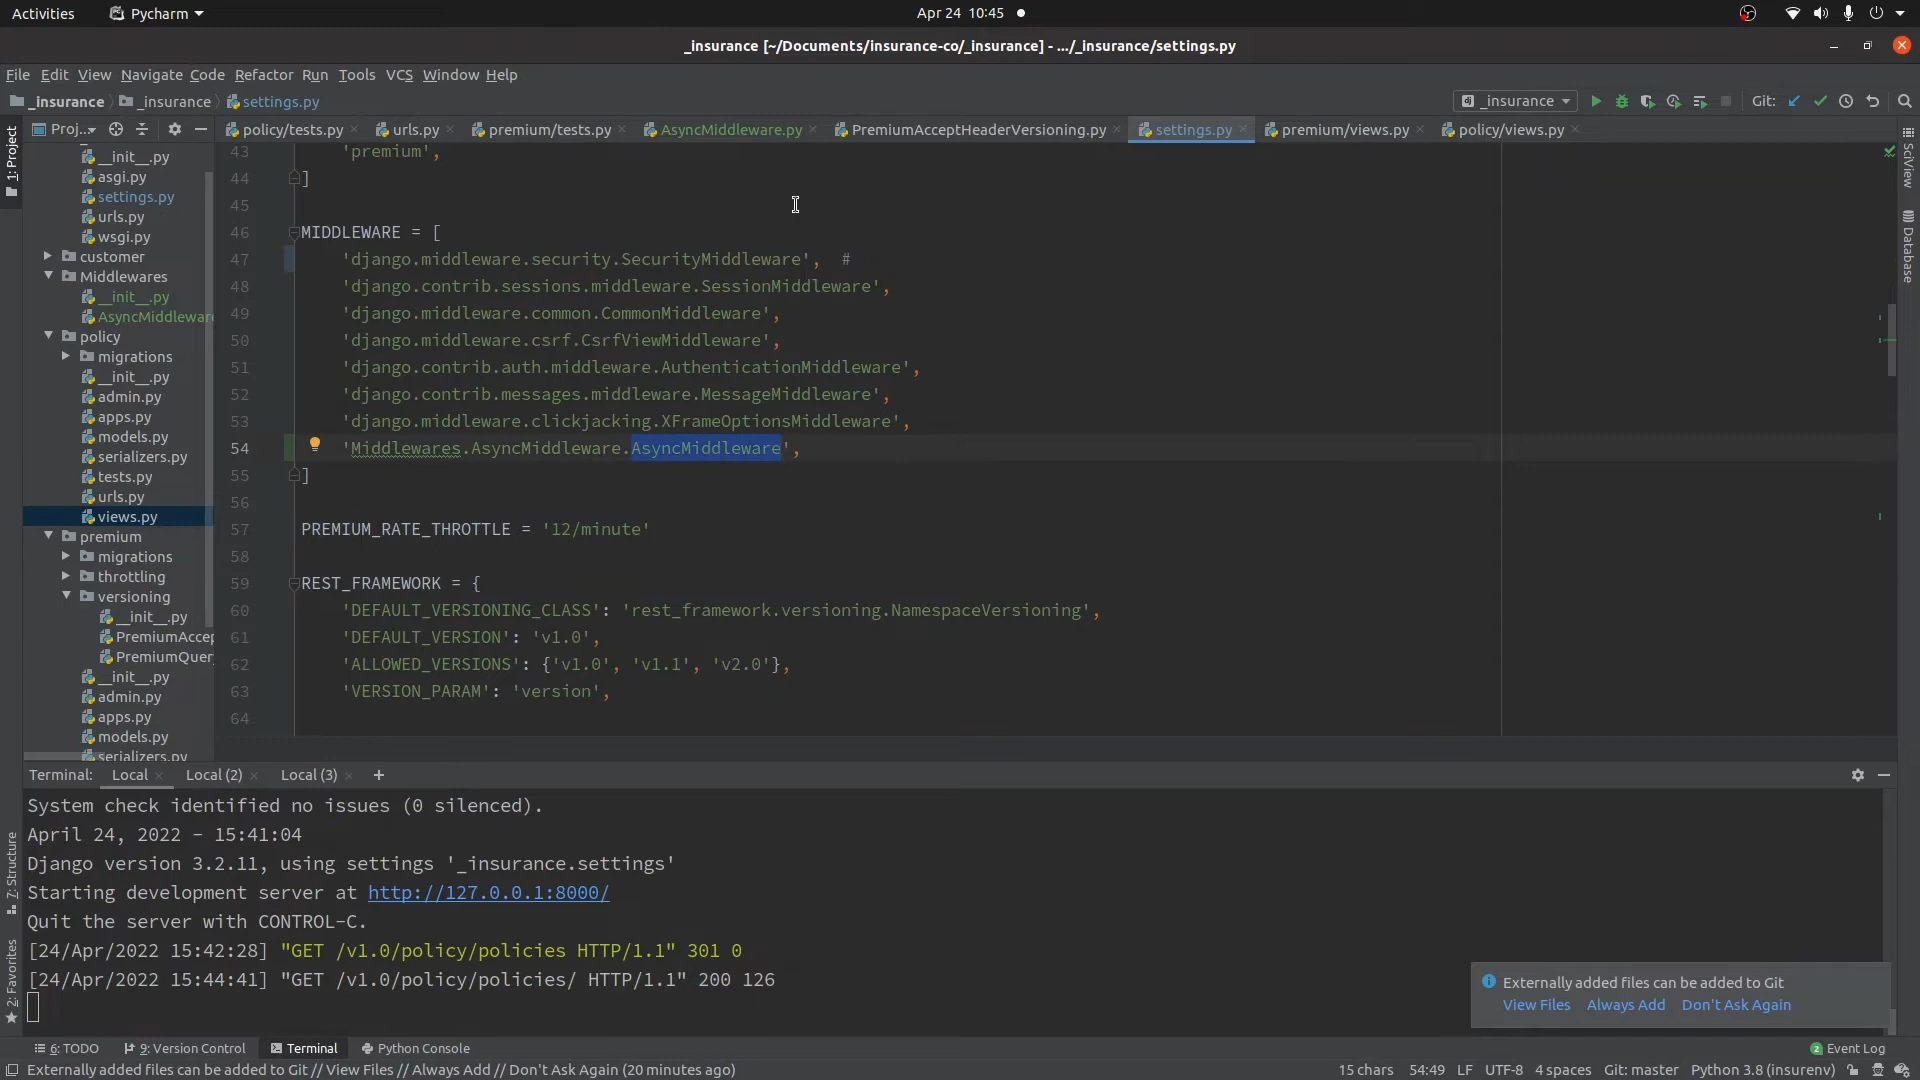 Activities
Pycharm
Apr 24 10:45
_insurance [~/Documents/insurance-co/_insurance] - .../_insurance/settings.py
File Edit View Navigate Code Refactor Run Tools VCS Window Help
_insurance _insurance settings.py
_insurance
Git:
1: Project
Proj...
policy/tests.py
urls.py
premium/tests.py
AsyncMiddleware.py
PremiumAcceptHeaderVersioning.py
settings.py
premium/views.py
policy/views.py
__init__.py
asgi.py
settings.py
urls.py
wsgi.py
customer
Middlewares
__init__.py
AsyncMiddleware
policy
migrations
__init__.py
admin.py
apps.py
models.py
serializers.py
tests.py
urls.py
views.py
premium
migrations
throttling
versioning
__init__.py
PremiumAccep
PremiumQuer
__init__.py
admin.py
apps.py
models.py
serializers.py
43 'premium',
44 ]
45
46 MIDDLEWARE = [
47 'django.middleware.security.SecurityMiddleware', #
48 'django.contrib.sessions.middleware.SessionMiddleware',
49 'django.middleware.common.CommonMiddleware',
50 'django.middleware.csrf.CsrfViewMiddleware',
51 'django.contrib.auth.middleware.AuthenticationMiddleware',
52 'django.contrib.messages.middleware.MessageMiddleware',
53 'django.middleware.clickjacking.XFrameOptionsMiddleware',
54 'Middlewares.AsyncMiddleware.AsyncMiddleware',
55 ]
56
57 PREMIUM_RATE_THROTTLE = '12/minute'
58
59 REST_FRAMEWORK = {
60 'DEFAULT_VERSIONING_CLASS': 'rest_framework.versioning.NamespaceVersioning',
61 'DEFAULT_VERSION': 'v1.0',
62 'ALLOWED_VERSIONS': {'v1.0', 'v1.1', 'v2.0'},
63 'VERSION_PARAM': 'version',
64
SciView
Database
Terminal: Local Local (2) Local (3) +
System check identified no issues (0 silenced).
April 24, 2022 - 15:41:04
Django version 3.2.11, using settings '_insurance.settings'
Starting development server at http://127.0.0.1:8000/
Quit the server with CONTROL-C.
[24/Apr/2022 15:42:28] "GET /v1.0/policy/policies HTTP/1.1" 301 0
[24/Apr/2022 15:44:41] "GET /v1.0/policy/policies/ HTTP/1.1" 200 126
7: Structure
2: Favorites
Externally added files can be added to Git
View Files Always Add Don't Ask Again
6: TODO
9: Version Control
Terminal
Python Console
2 Event Log
Externally added files can be added to Git // View Files // Always Add // Don't Ask Again (20 minutes ago)
15 chars 54:49 LF UTF-8 4 spaces Git: master Python 3.8 (insurenv)